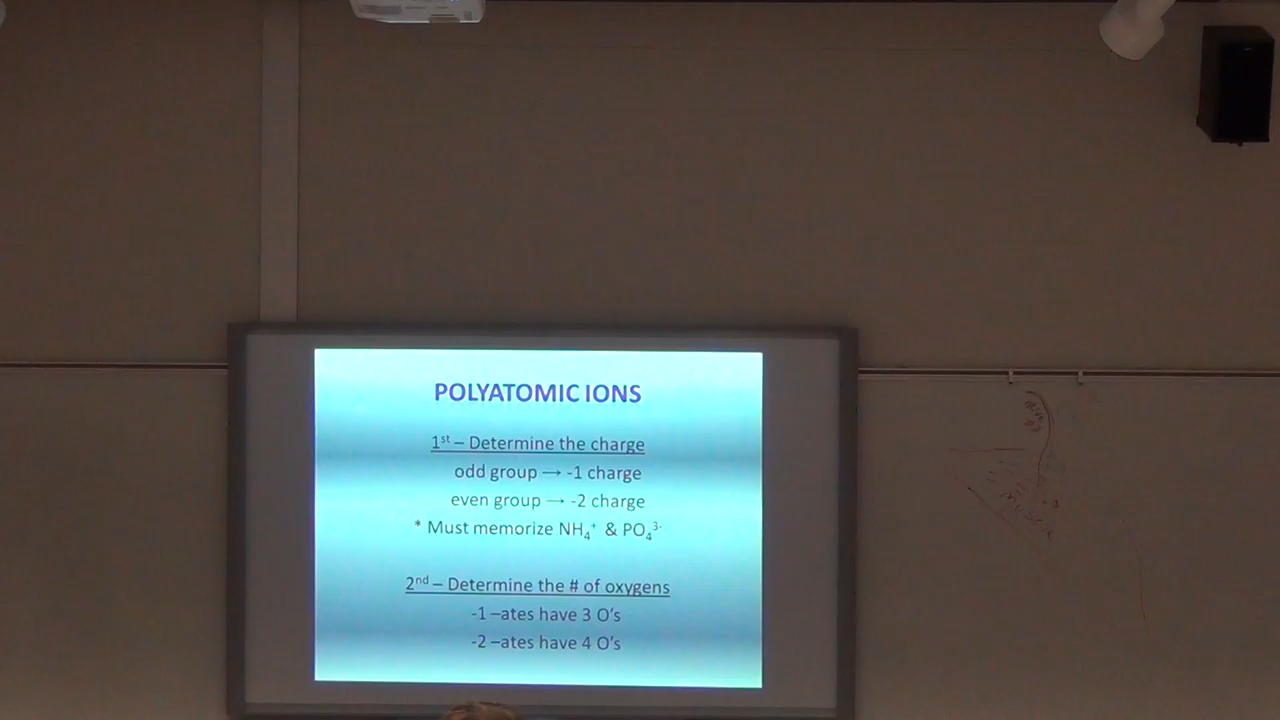 POLYATOMIC IONS
1st – Determine the charge
odd group → -1 charge
even group → -2 charge
* Must memorize NH₄⁺ & PO₄³⁻
2nd – Determine the # of oxygens
-1 –ates have 3 O's
-2 –ates have 4 O's